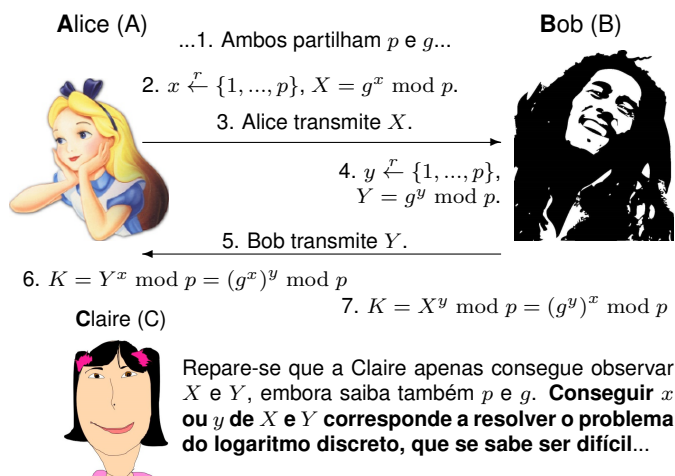 Alice (A)
Bob (B)
...1. Ambos partilham p e g...
2. x ←^r {1, ..., p}, X = g^x mod p.
3. Alice transmite X.
4. y ←^r {1, ..., p},
Y = g^y mod p.
5. Bob transmite Y.
6. K = Y^x mod p = (g^x)^y mod p
7. K = X^y mod p = (g^y)^x mod p
Claire (C)
Repare-se que a Claire apenas consegue observar
X e Y, embora saiba também p e g. Conseguir x
ou y de X e Y corresponde a resolver o problema
do logaritmo discreto, que se sabe ser difícil...